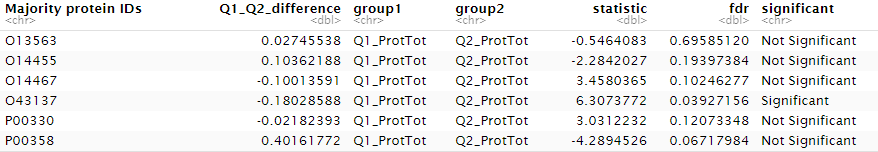 Majority protein IDs Q1_Q2_difference group1 group2 statistic fdr significant
<chr> <dbl> <chr> <chr> <dbl> <dbl> <chr>
O13563 0.02745538 Q1_ProtTot Q2_ProtTot -0.5464083 0.69585120 Not Significant
O14455 0.10362188 Q1_ProtTot Q2_ProtTot -2.2842027 0.19397384 Not Significant
O14467 -0.10013591 Q1_ProtTot Q2_ProtTot 3.4580365 0.10246277 Not Significant
O43137 -0.18028588 Q1_ProtTot Q2_ProtTot 6.3073772 0.03927156 Significant
P00330 -0.02182393 Q1_ProtTot Q2_ProtTot 3.0312232 0.12073348 Not Significant
P00358 0.40161772 Q1_ProtTot Q2_ProtTot -4.2894526 0.06717984 Not Significant